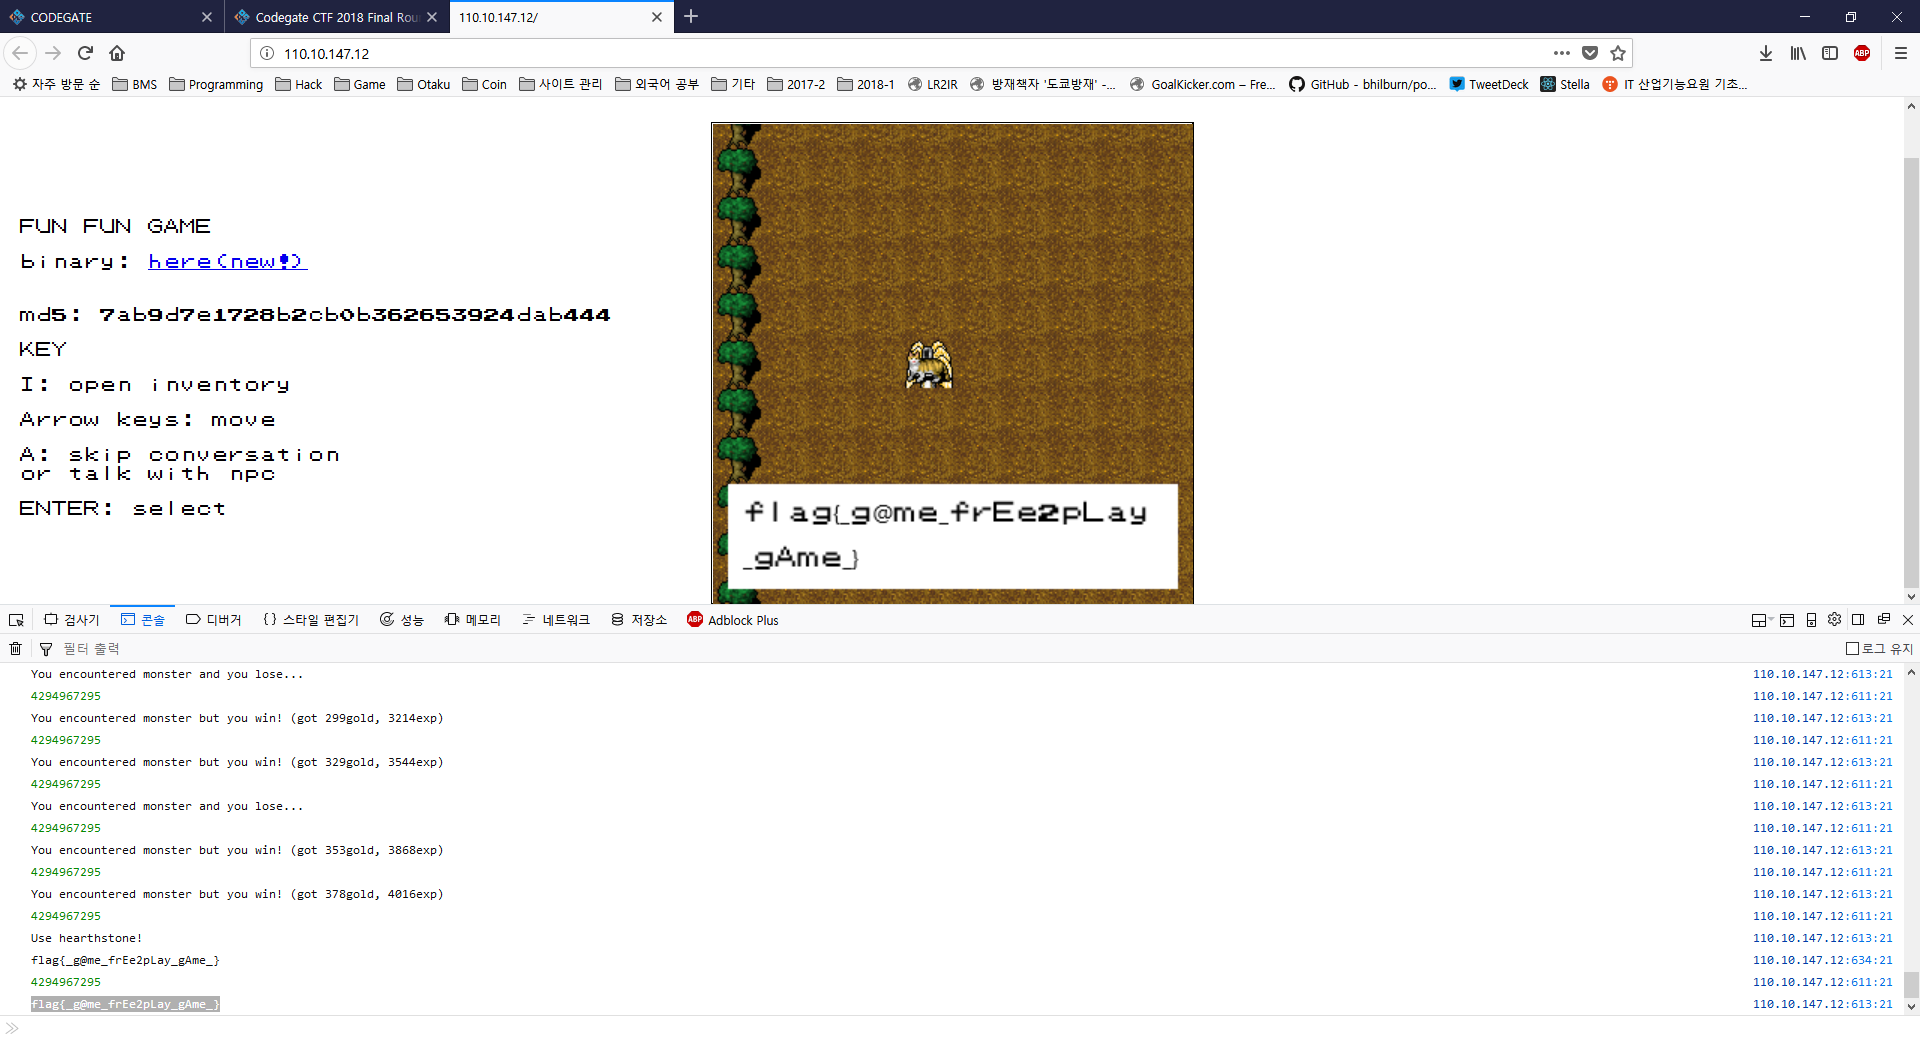 CODEGATE
Codegate CTF 2018 Final Rou
110.10.147.12/
110.10.147.12
자주 방문 순 BMS Programming Hack Game Otaku Coin 사이트 관리 외국어 공부 기타 2017-2 2018-1 LR2IR 방재책자 '도쿄방재' -... GoalKicker.com – Fre... GitHub - bhilburn/po... TweetDeck Stella IT 산업기능요원 기초...
ABP
FUN FUN GAME
binary: here(new!)
md5: 7ab9d7e1728b2cb0b362653924dab444
KEY
I: open inventory
Arrow keys: move
A: skip conversation
or talk with npc
ENTER: select
flag{_g@me_frEe2pLay
_gAme_}
검사기 콘솔 디버거 스타일 편집기 성능 메모리 네트워크 저장소 ABP Adblock Plus
필터 출력 로그 유지
You encountered monster and you lose... 110.10.147.12:613:21
4294967295 110.10.147.12:611:21
You encountered monster but you win! (got 299gold, 3214exp) 110.10.147.12:613:21
4294967295 110.10.147.12:611:21
You encountered monster but you win! (got 329gold, 3544exp) 110.10.147.12:613:21
4294967295 110.10.147.12:611:21
You encountered monster and you lose... 110.10.147.12:613:21
4294967295 110.10.147.12:611:21
You encountered monster but you win! (got 353gold, 3868exp) 110.10.147.12:613:21
4294967295 110.10.147.12:611:21
You encountered monster but you win! (got 378gold, 4016exp) 110.10.147.12:613:21
4294967295 110.10.147.12:611:21
Use hearthstone! 110.10.147.12:613:21
flag{_g@me_frEe2pLay_gAme_} 110.10.147.12:634:21
4294967295 110.10.147.12:611:21
flag{_g@me_frEe2pLay_gAme_} 110.10.147.12:613:21